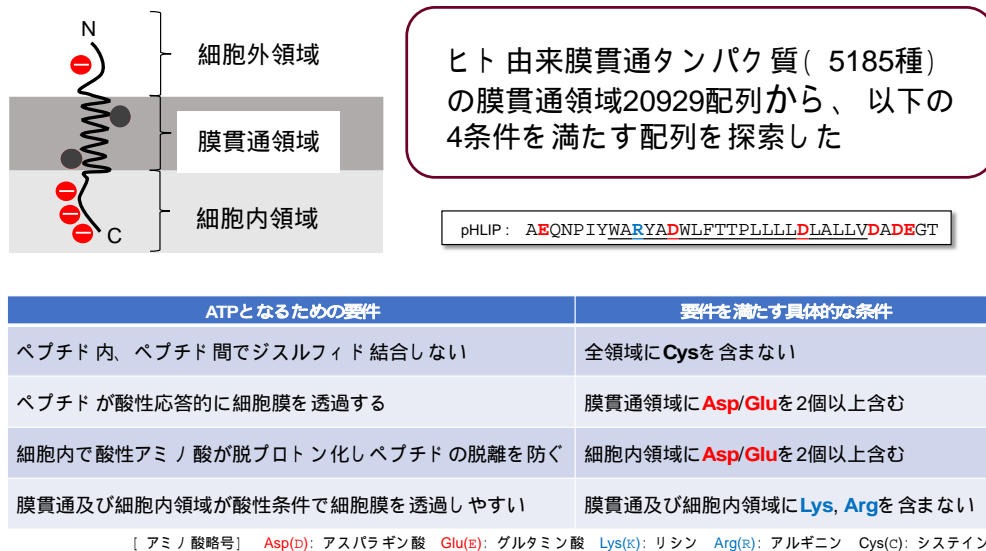 N
細胞外領域
膜貫通領域
細胞内領域
C
ヒト由来膜貫通タンパク質(5185種)
の膜貫通領域20929配列から、以下の
4条件を満たす配列を探索した
pHLIP: AEQNPIYWARYADWLFTTPLLLLDLALLVDADEGT
ATPとなるための要件 要件を満たす具体的な条件
ペプチド内、ペプチド間でジスルフィド結合しない 全領域にCysを含まない
ペプチドが酸性応答的に細胞膜を透過する 膜貫通領域にAsp/Gluを2個以上含む
細胞内で酸性アミノ酸が脱プロトン化しペプチドの脱離を防ぐ 細胞内領域にAsp/Gluを2個以上含む
膜貫通及び細胞内領域が酸性条件で細胞膜を透過しやすい 膜貫通及び細胞内領域にLys, Argを含まない
[アミノ酸略号] Asp(D): アスパラギン酸 Glu(E): グルタミン酸 Lys(K): リシン Arg(R): アルギニン Cys(C): システイン